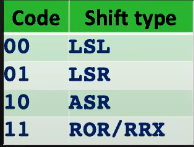 Code Shift type
00 LSL
01 LSR
10 ASR
11 ROR/RRX